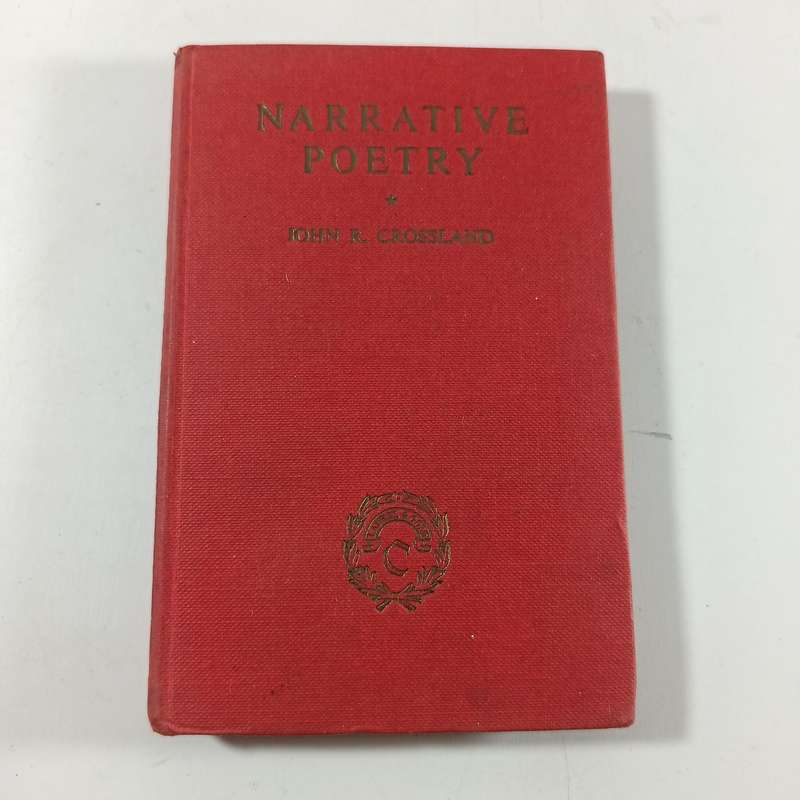 NARRATIVE
POETRY
JOHN R. CROSSLAND
C